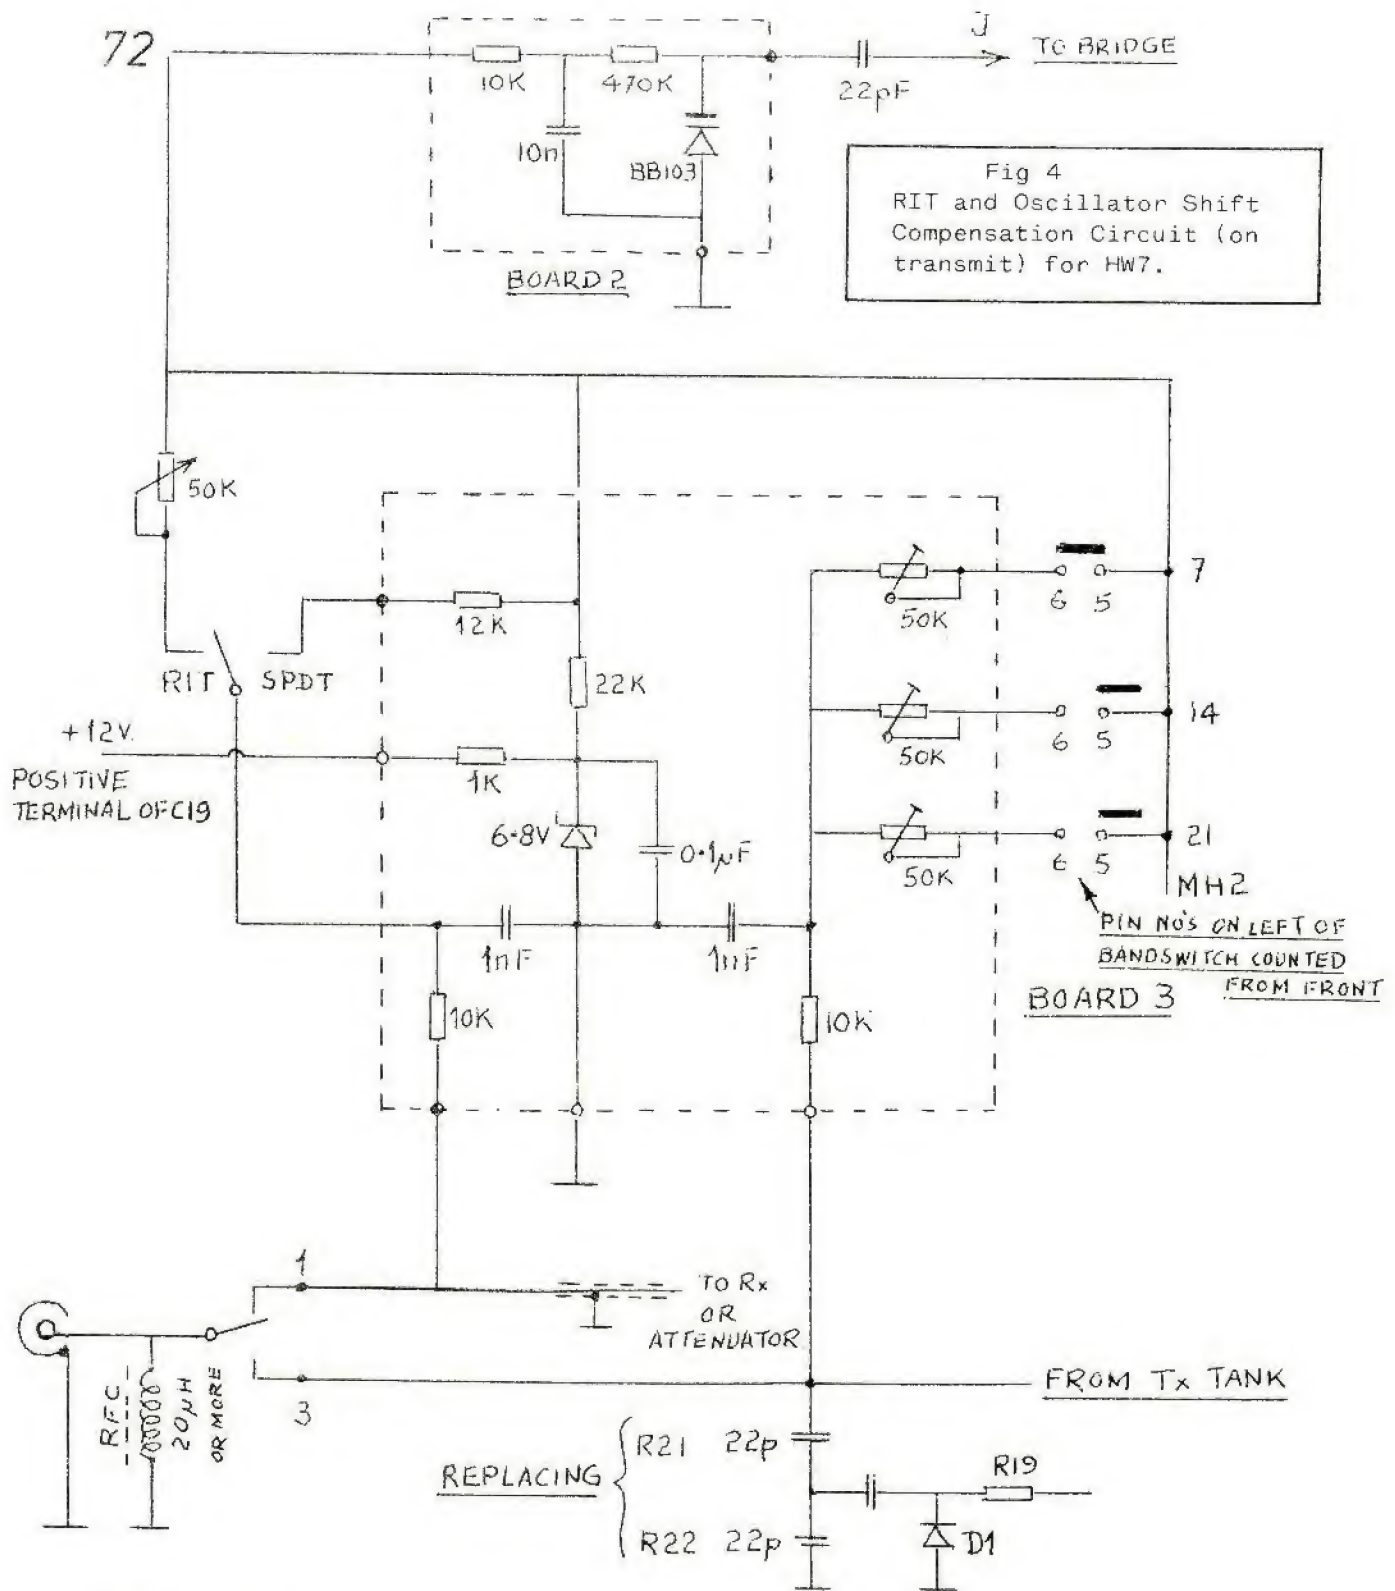 72
10K
470K
22pF
J
TO BRIDGE
10n
BB103
BOARD 2
Fig 4
RIT and Oscillator Shift
Compensation Circuit (on
transmit) for HW7.
50K
12K
22K
RIT
SPDT
+12V.
POSITIVE
TERMINAL OF C19
1K
6.8V
0.1µF
1nF
1nF
10K
10K
50K
6 5
7
50K
6 5
14
50K
6 5
21
MH2
PIN NO'S ON LEFT OF
BANDSWITCH COUNTED
FROM FRONT
BOARD 3
1
TO Rx
OR
ATTENUATOR
3
FROM Tx TANK
RFC
20µH
OR MORE
REPLACING
R21 22p
R22 22p
R19
D1